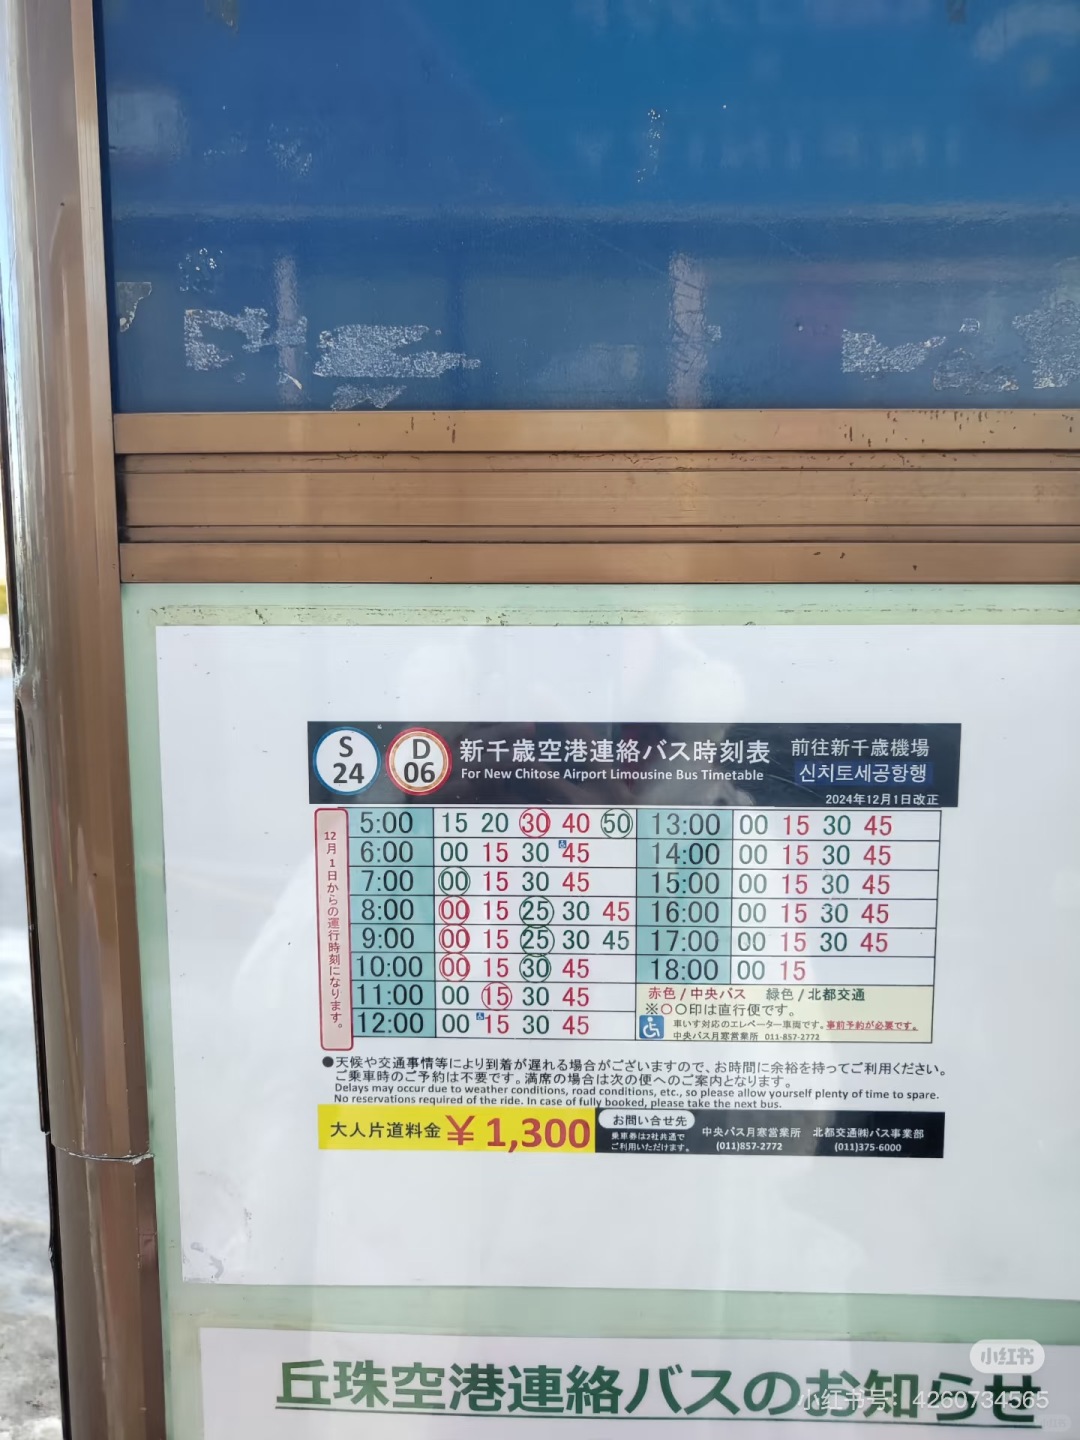 S 24
D 06
新千歳空港連絡バス時刻表
For New Chitose Airport Limousine Bus Timetable
前往新千歳機場
신치토세공항행
2024年12月1日改正
12月1日からの運行時刻になります。
5:00 15 20 30 40 50
6:00 00 15 30 45
7:00 00 15 30 45
8:00 00 15 25 30 45
9:00 00 15 25 30 45
10:00 00 15 30 45
11:00 00 15 30 45
12:00 00 15 30 45
13:00 00 15 30 45
14:00 00 15 30 45
15:00 00 15 30 45
16:00 00 15 30 45
17:00 00 15 30 45
18:00 00 15
赤色/中央バス 緑色/北都交通
※○○印は直行便です。
車いす対応のエレベーター車両です。事前予約が必要です。
中央バス月寒営業所 011-857-2772
●天候や交通事情等により到着が遅れる場合がございますので、お時間に余裕を持ってご利用ください。
ご乗車時のご予約は不要です。満席の場合は次の便へのご案内となります。
Delays may occur due to weather conditions, road conditions, etc., so please allow yourself plenty of time to spare.
No reservations required of the ride. In case of fully booked, please take the next bus.
大人片道料金 ¥1,300
お問い合せ先
乗車券は2社共通で
ご利用いただけます。
中央バス月寒営業所
(011)857-2772
北都交通㈱バス事業部
(011)375-6000
丘珠空港連絡バスのお知らせ
小红书
小红书号：4260734565